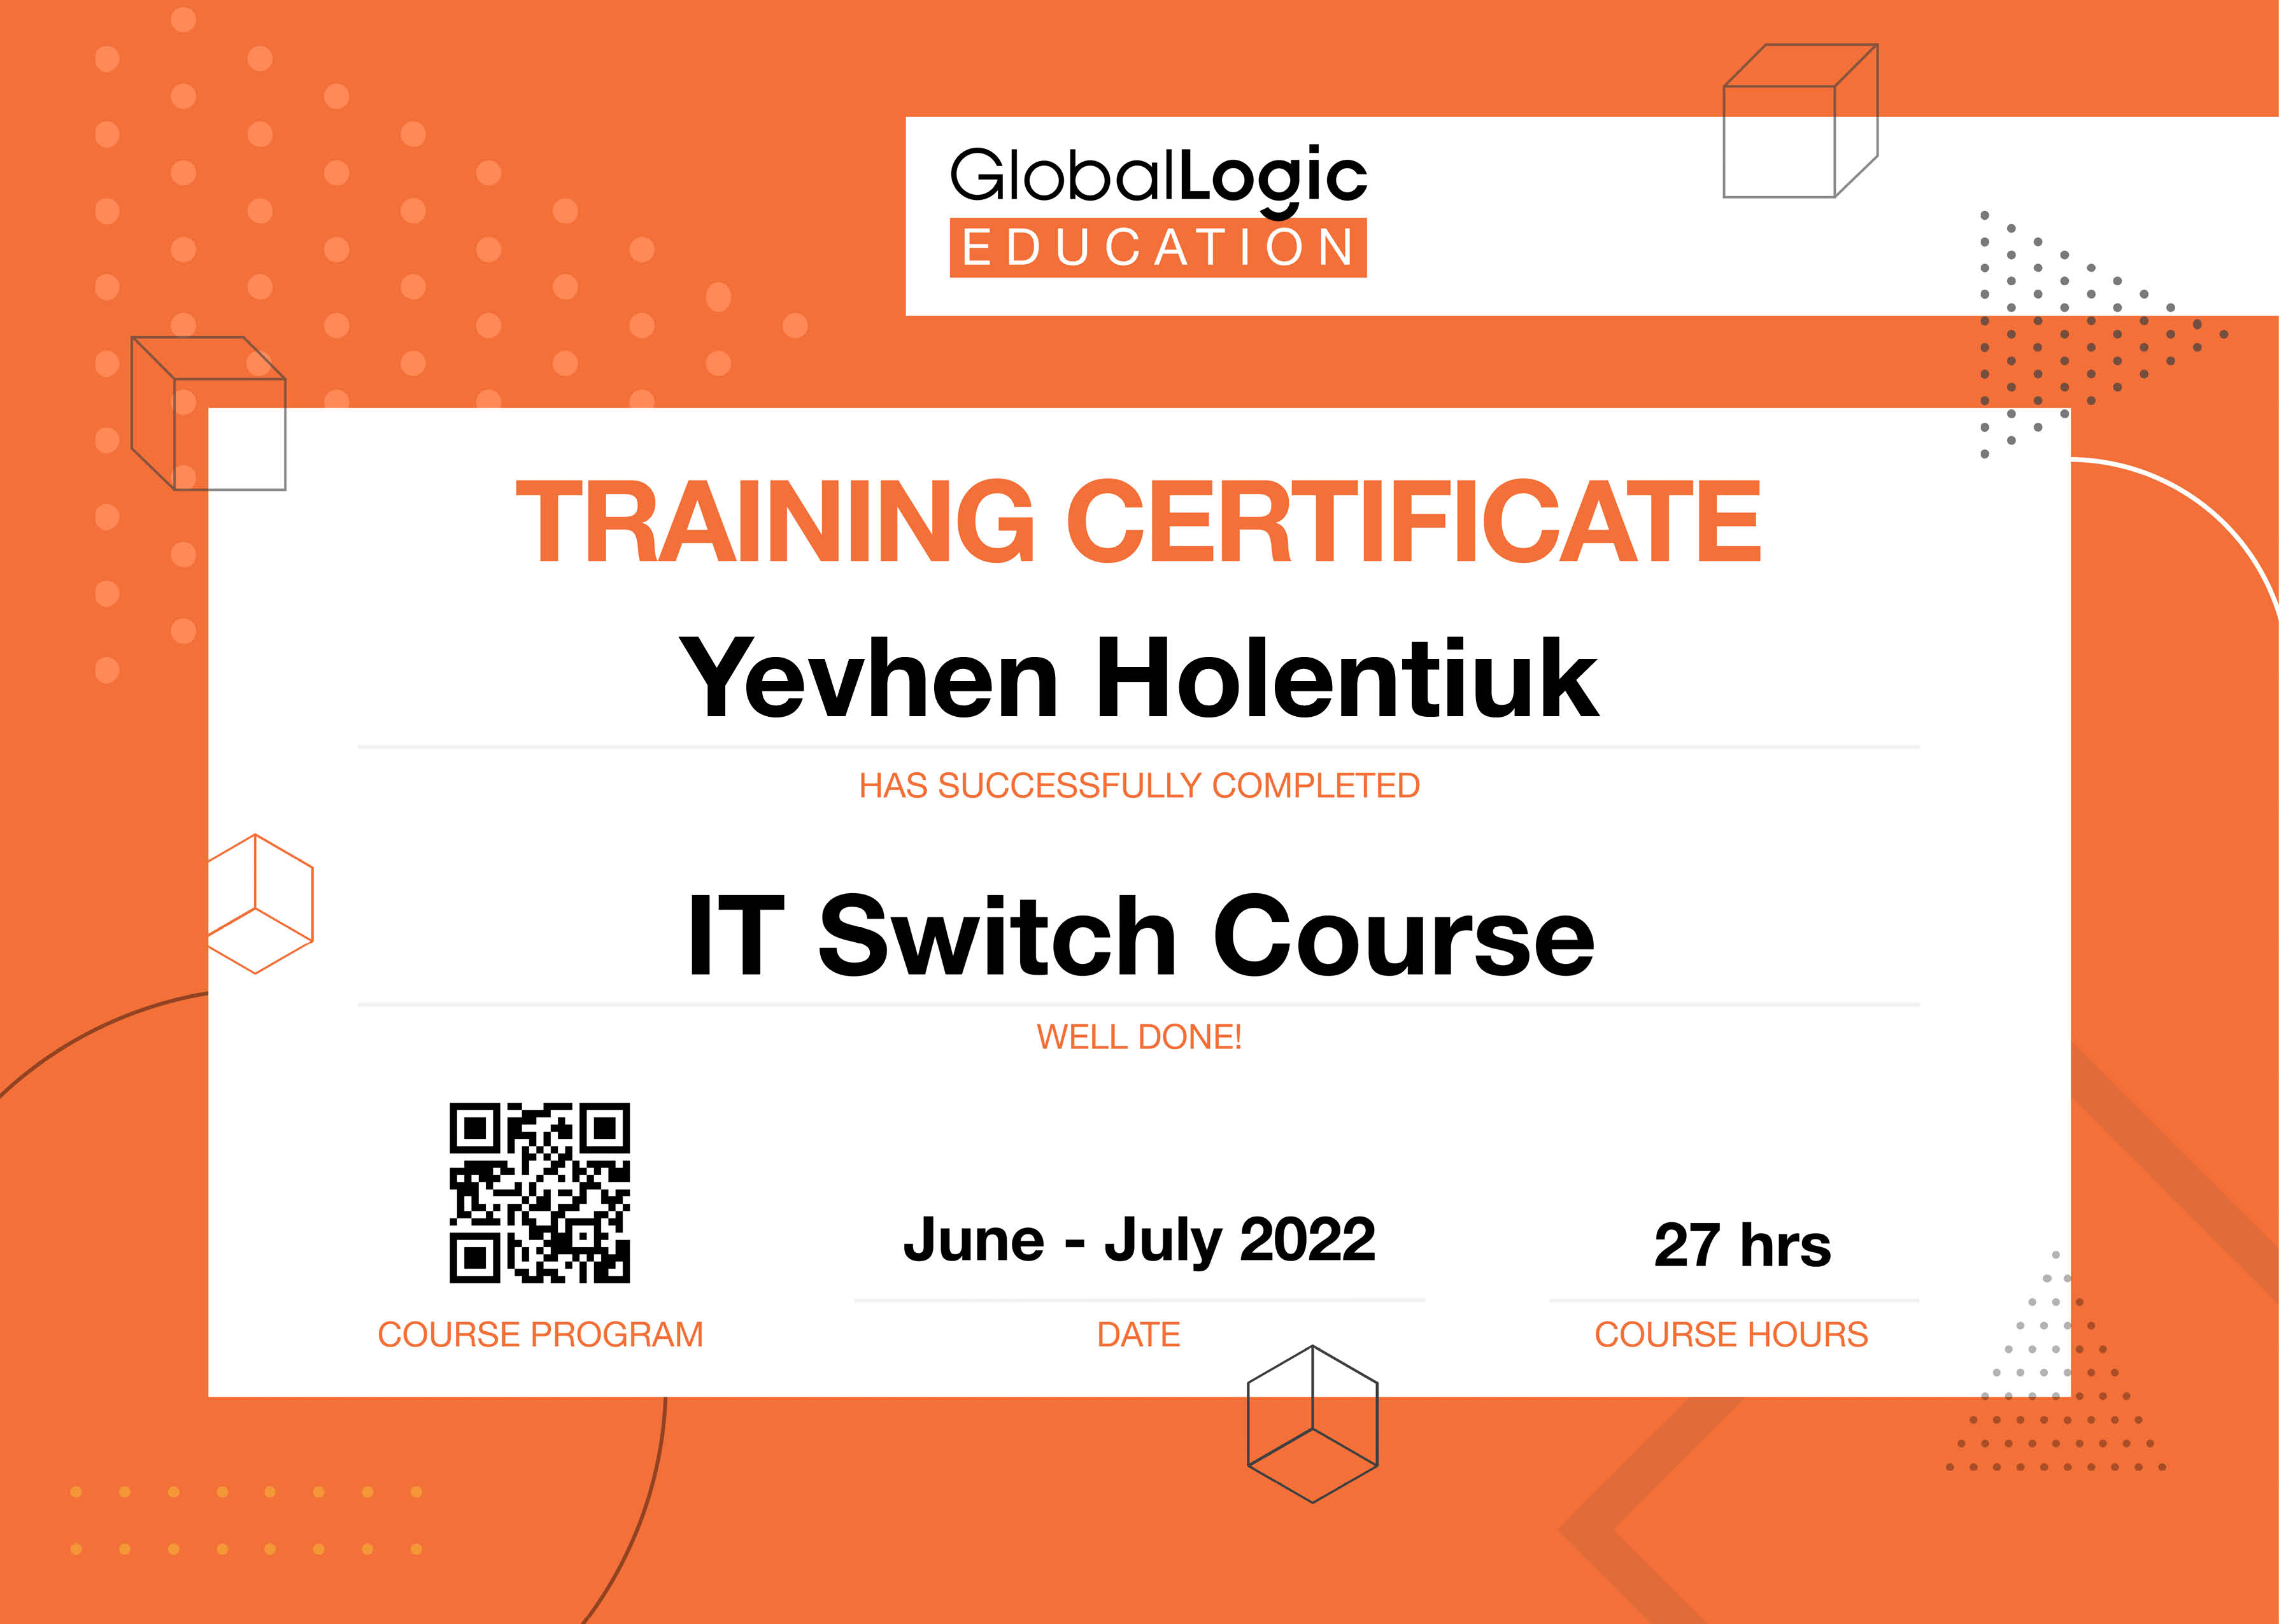 GlobalLogic
EDUCATION
TRAINING CERTIFICATE
Yevhen Holentiuk
HAS SUCCESSFULLY COMPLETED
IT Switch Course
WELL DONE!
June - July 2022
27 hrs
COURSE PROGRAM
DATE
COURSE HOURS